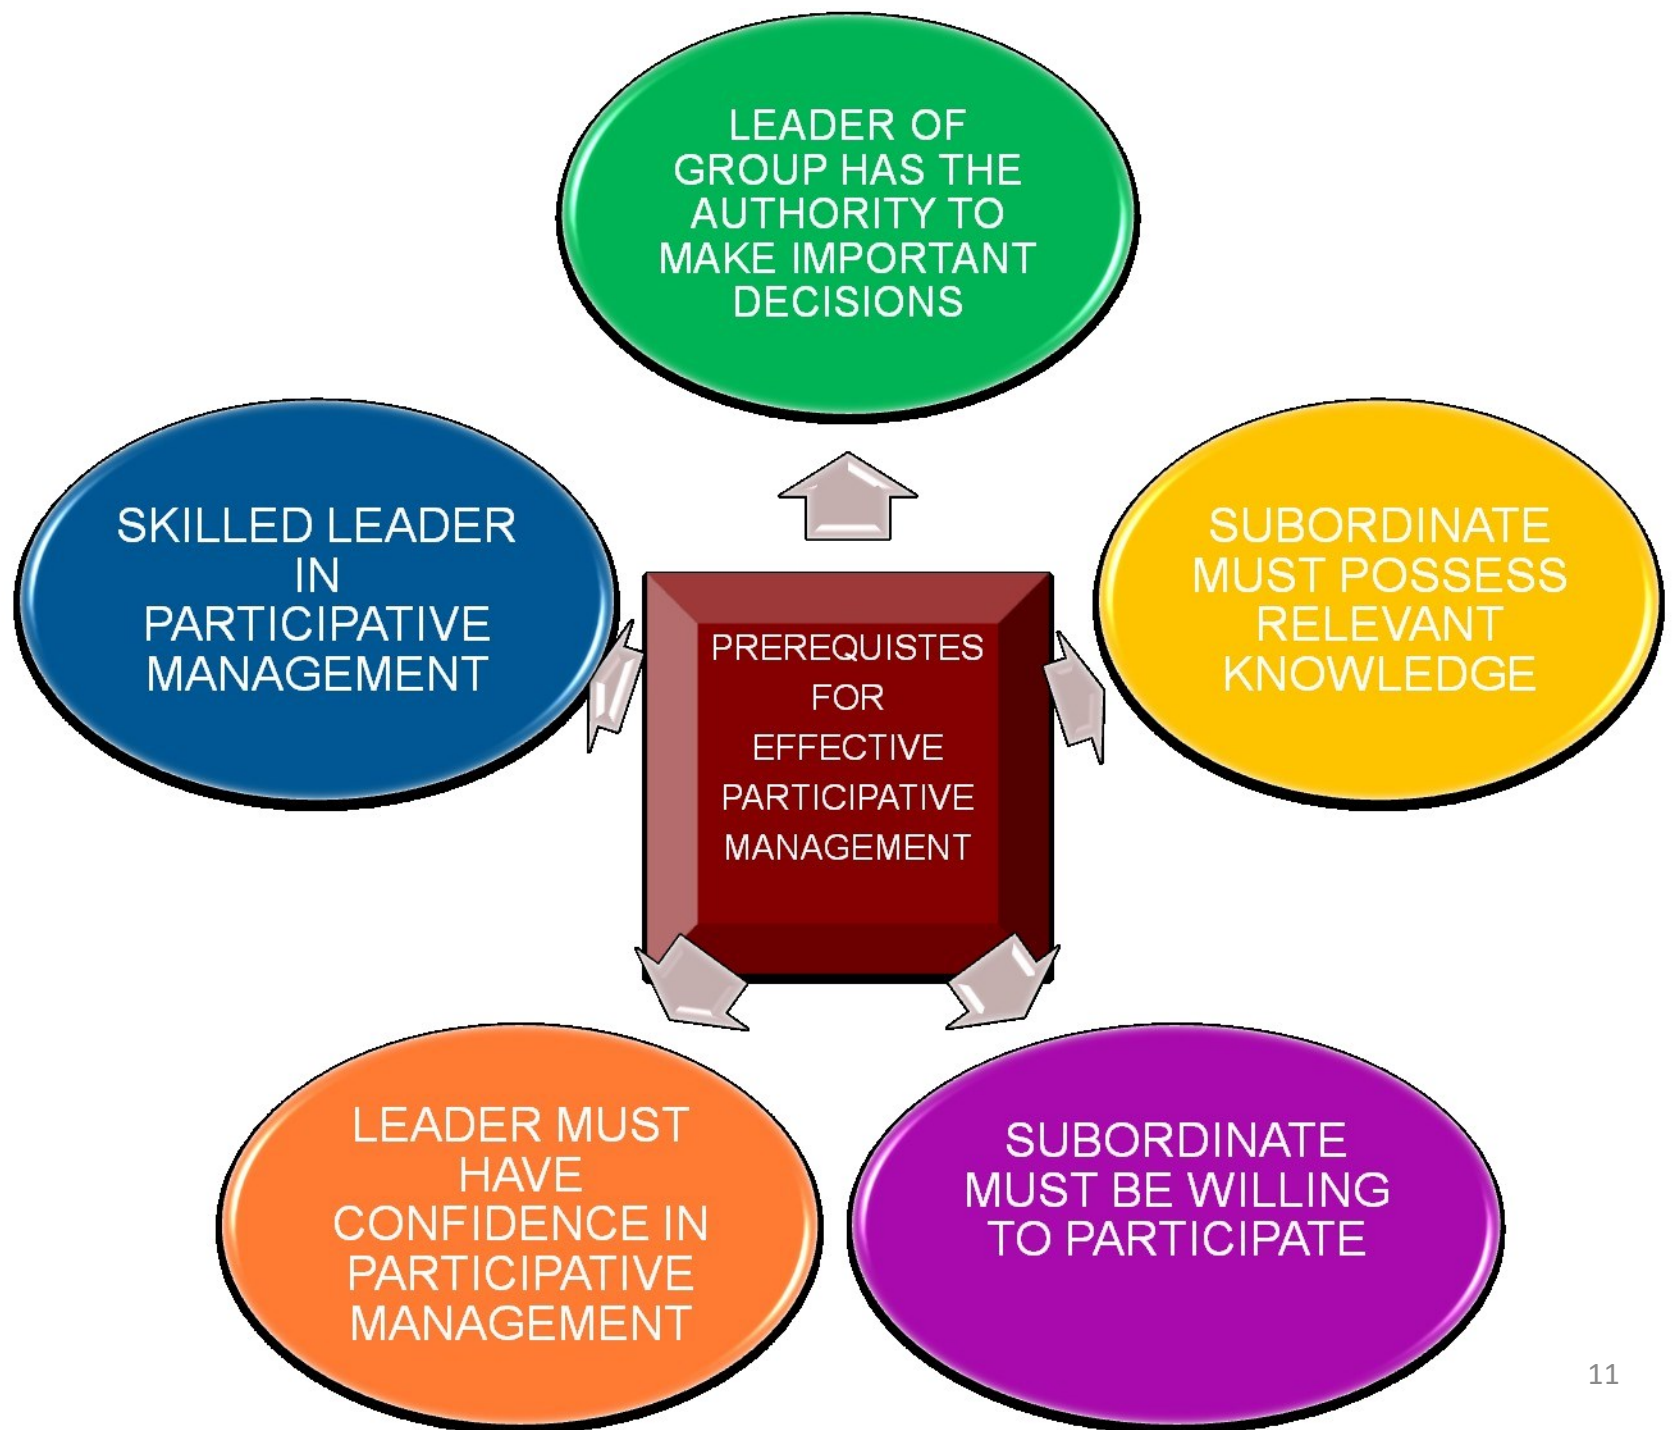 LEADER OF
GROUP HAS THE
AUTHORITY TO
MAKE IMPORTANT
DECISIONS
SKILLED LEADER
IN
PARTICIPATIVE
MANAGEMENT
PREREQUISTES
FOR
EFFECTIVE
PARTICIPATIVE
MANAGEMENT
SUBORDINATE
MUST POSSESS
RELEVANT
KNOWLEDGE
LEADER MUST
HAVE
CONFIDENCE IN
PARTICIPATIVE
MANAGEMENT
SUBORDINATE
MUST BE WILLING
TO PARTICIPATE
11